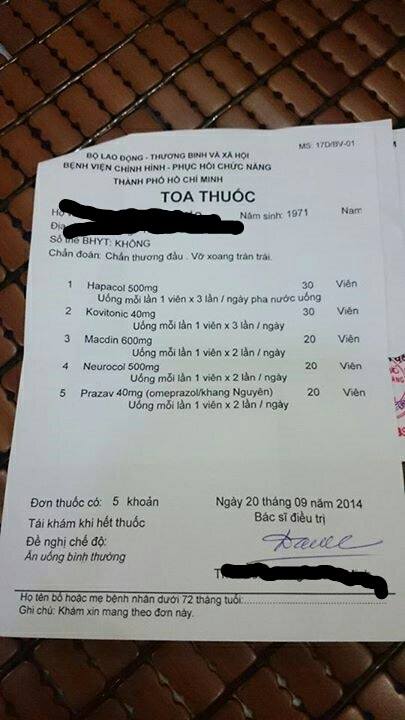 MS: 17D/BV-01
BỘ LAO ĐỘNG - THƯƠNG BINH VÀ XÃ HỘI
BỆNH VIỆN CHỈNH HÌNH - PHỤC HỒI CHỨC NĂNG
THÀNH PHỐ HỒ CHÍ MINH
TOA THUỐC
Họ Năm sinh: 1971 Nam
Địa
Số thẻ BHYT: KHÔNG
Chẩn đoán: Chấn thương đầu . Vỡ xoang trán trái.
1 Hapacol 500mg 30 Viên
Uống mỗi lần 1 viên x 3 lần / ngày pha nước uống
2 Kovitonic 40mg 30 Viên
Uống mỗi lần 1 viên x 3 lần / ngày
3 Macdin 600mg 20 Viên
Uống mỗi lần 1 viên x 2 lần / ngày
4 Neurocol 500mg 20 Viên
Uống mỗi lần 1 viên x 2 lần / ngày
5 Prazav 40mg (omeprazol/khang Nguyên) 20 Viên
Uống mỗi lần 1 viên x 2 lần / ngày
Đơn thuốc có: 5 khoản Ngày 20 tháng 09 năm 2014
Tái khám khi hết thuốc Bác sĩ điều trị
Đề nghị chế độ:
Ăn uống bình thường
Họ tên bố hoặc mẹ bệnh nhân dưới 72 tháng tuổi:
Ghi chú: Khám xin mang theo đơn này.